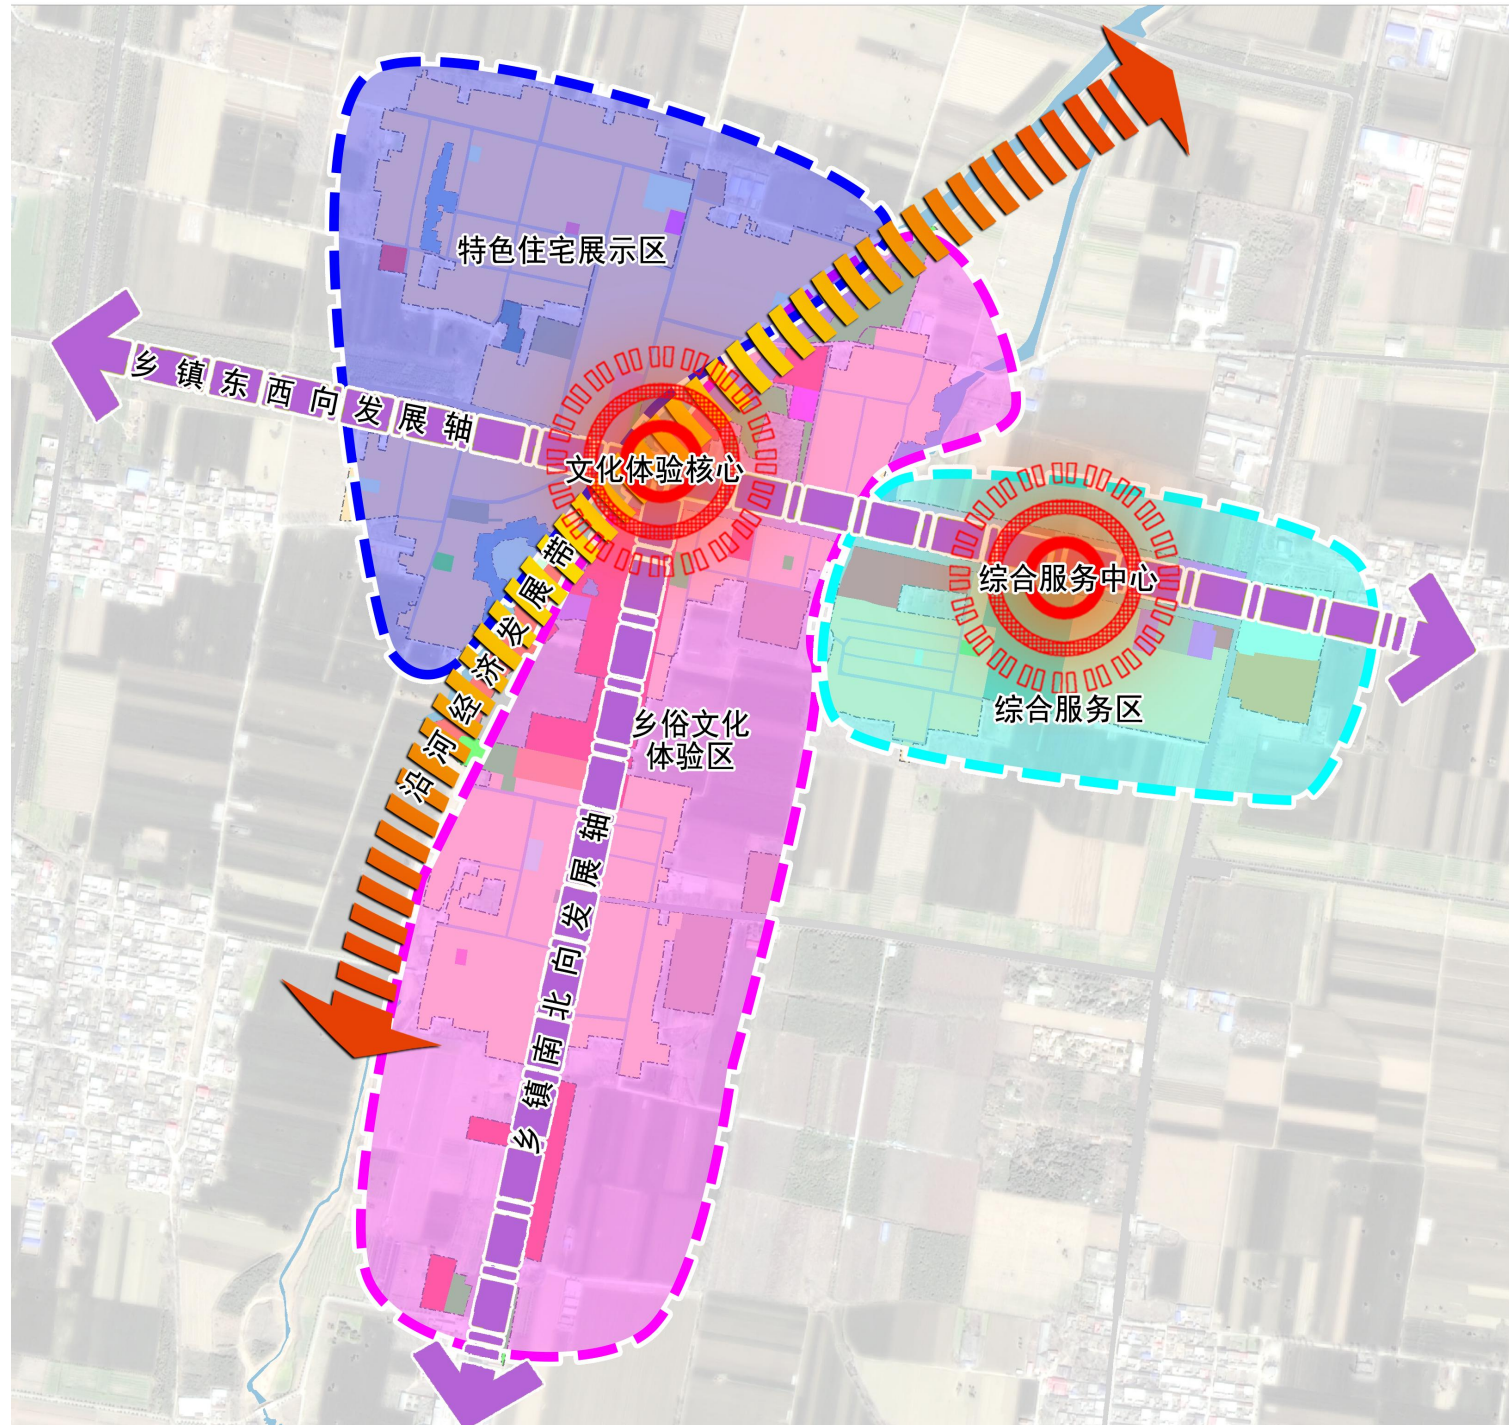 特色住宅展示区
乡镇东西向发展轴
文化体验核心
综合服务中心
综合服务区
乡俗文化
体验区
沿河经济发展带
乡镇南北向发展轴